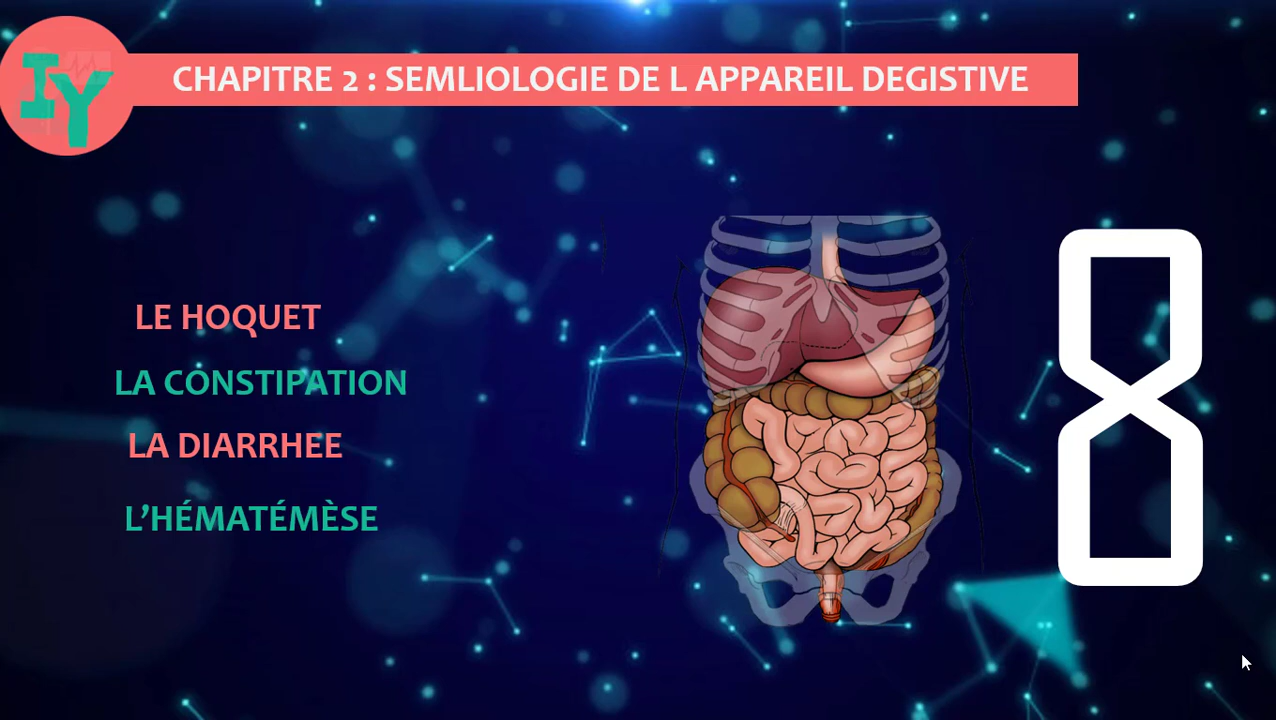 IY
CHAPITRE 2 : SEMLIOLOGIE DE L APPAREIL DEGISTIVE
LE HOQUET
LA CONSTIPATION
LA DIARRHEE
L’HÉMATÉMÈSE
8